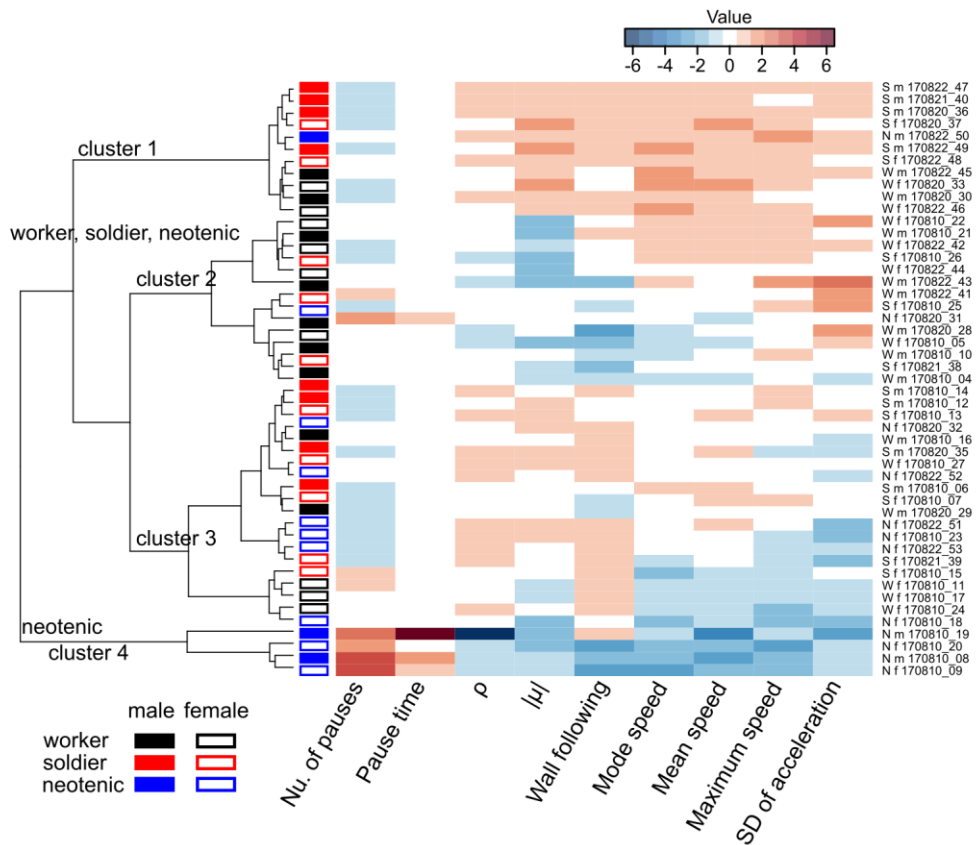 Value
-6 -4 -2 0 2 4 6
cluster 1
worker, soldier, neotenic
cluster 2
cluster 3
neotenic
cluster 4
S m 170822_47
S m 170821_40
S m 170820_36
S f 170820_37
N m 170822_50
S m 170822_49
S f 170822_48
W m 170822_45
W f 170820_33
W m 170820_30
W f 170822_46
W f 170810_22
W m 170810_21
W f 170822_42
S f 170810_26
W f 170822_44
W m 170822_43
W m 170822_41
S f 170810_25
N f 170820_31
W m 170820_28
W f 170810_05
W m 170810_10
S f 170821_38
W m 170810_04
S m 170810_14
S m 170810_12
S f 170810_13
N f 170820_32
W m 170810_16
S m 170820_35
W f 170810_27
N f 170822_52
S m 170810_06
S f 170810_07
W m 170820_29
N f 170822_51
N f 170810_23
N f 170822_53
S f 170821_39
S f 170810_15
W f 170810_11
W f 170810_17
W f 170810_24
N f 170810_18
N m 170810_19
N f 170810_20
N m 170810_08
N f 170810_09
Nu. of pauses
Pause time
ρ
|μ|
Wall following
Mode speed
Mean speed
Maximum speed
SD of acceleration
male female
worker
soldier
neotenic